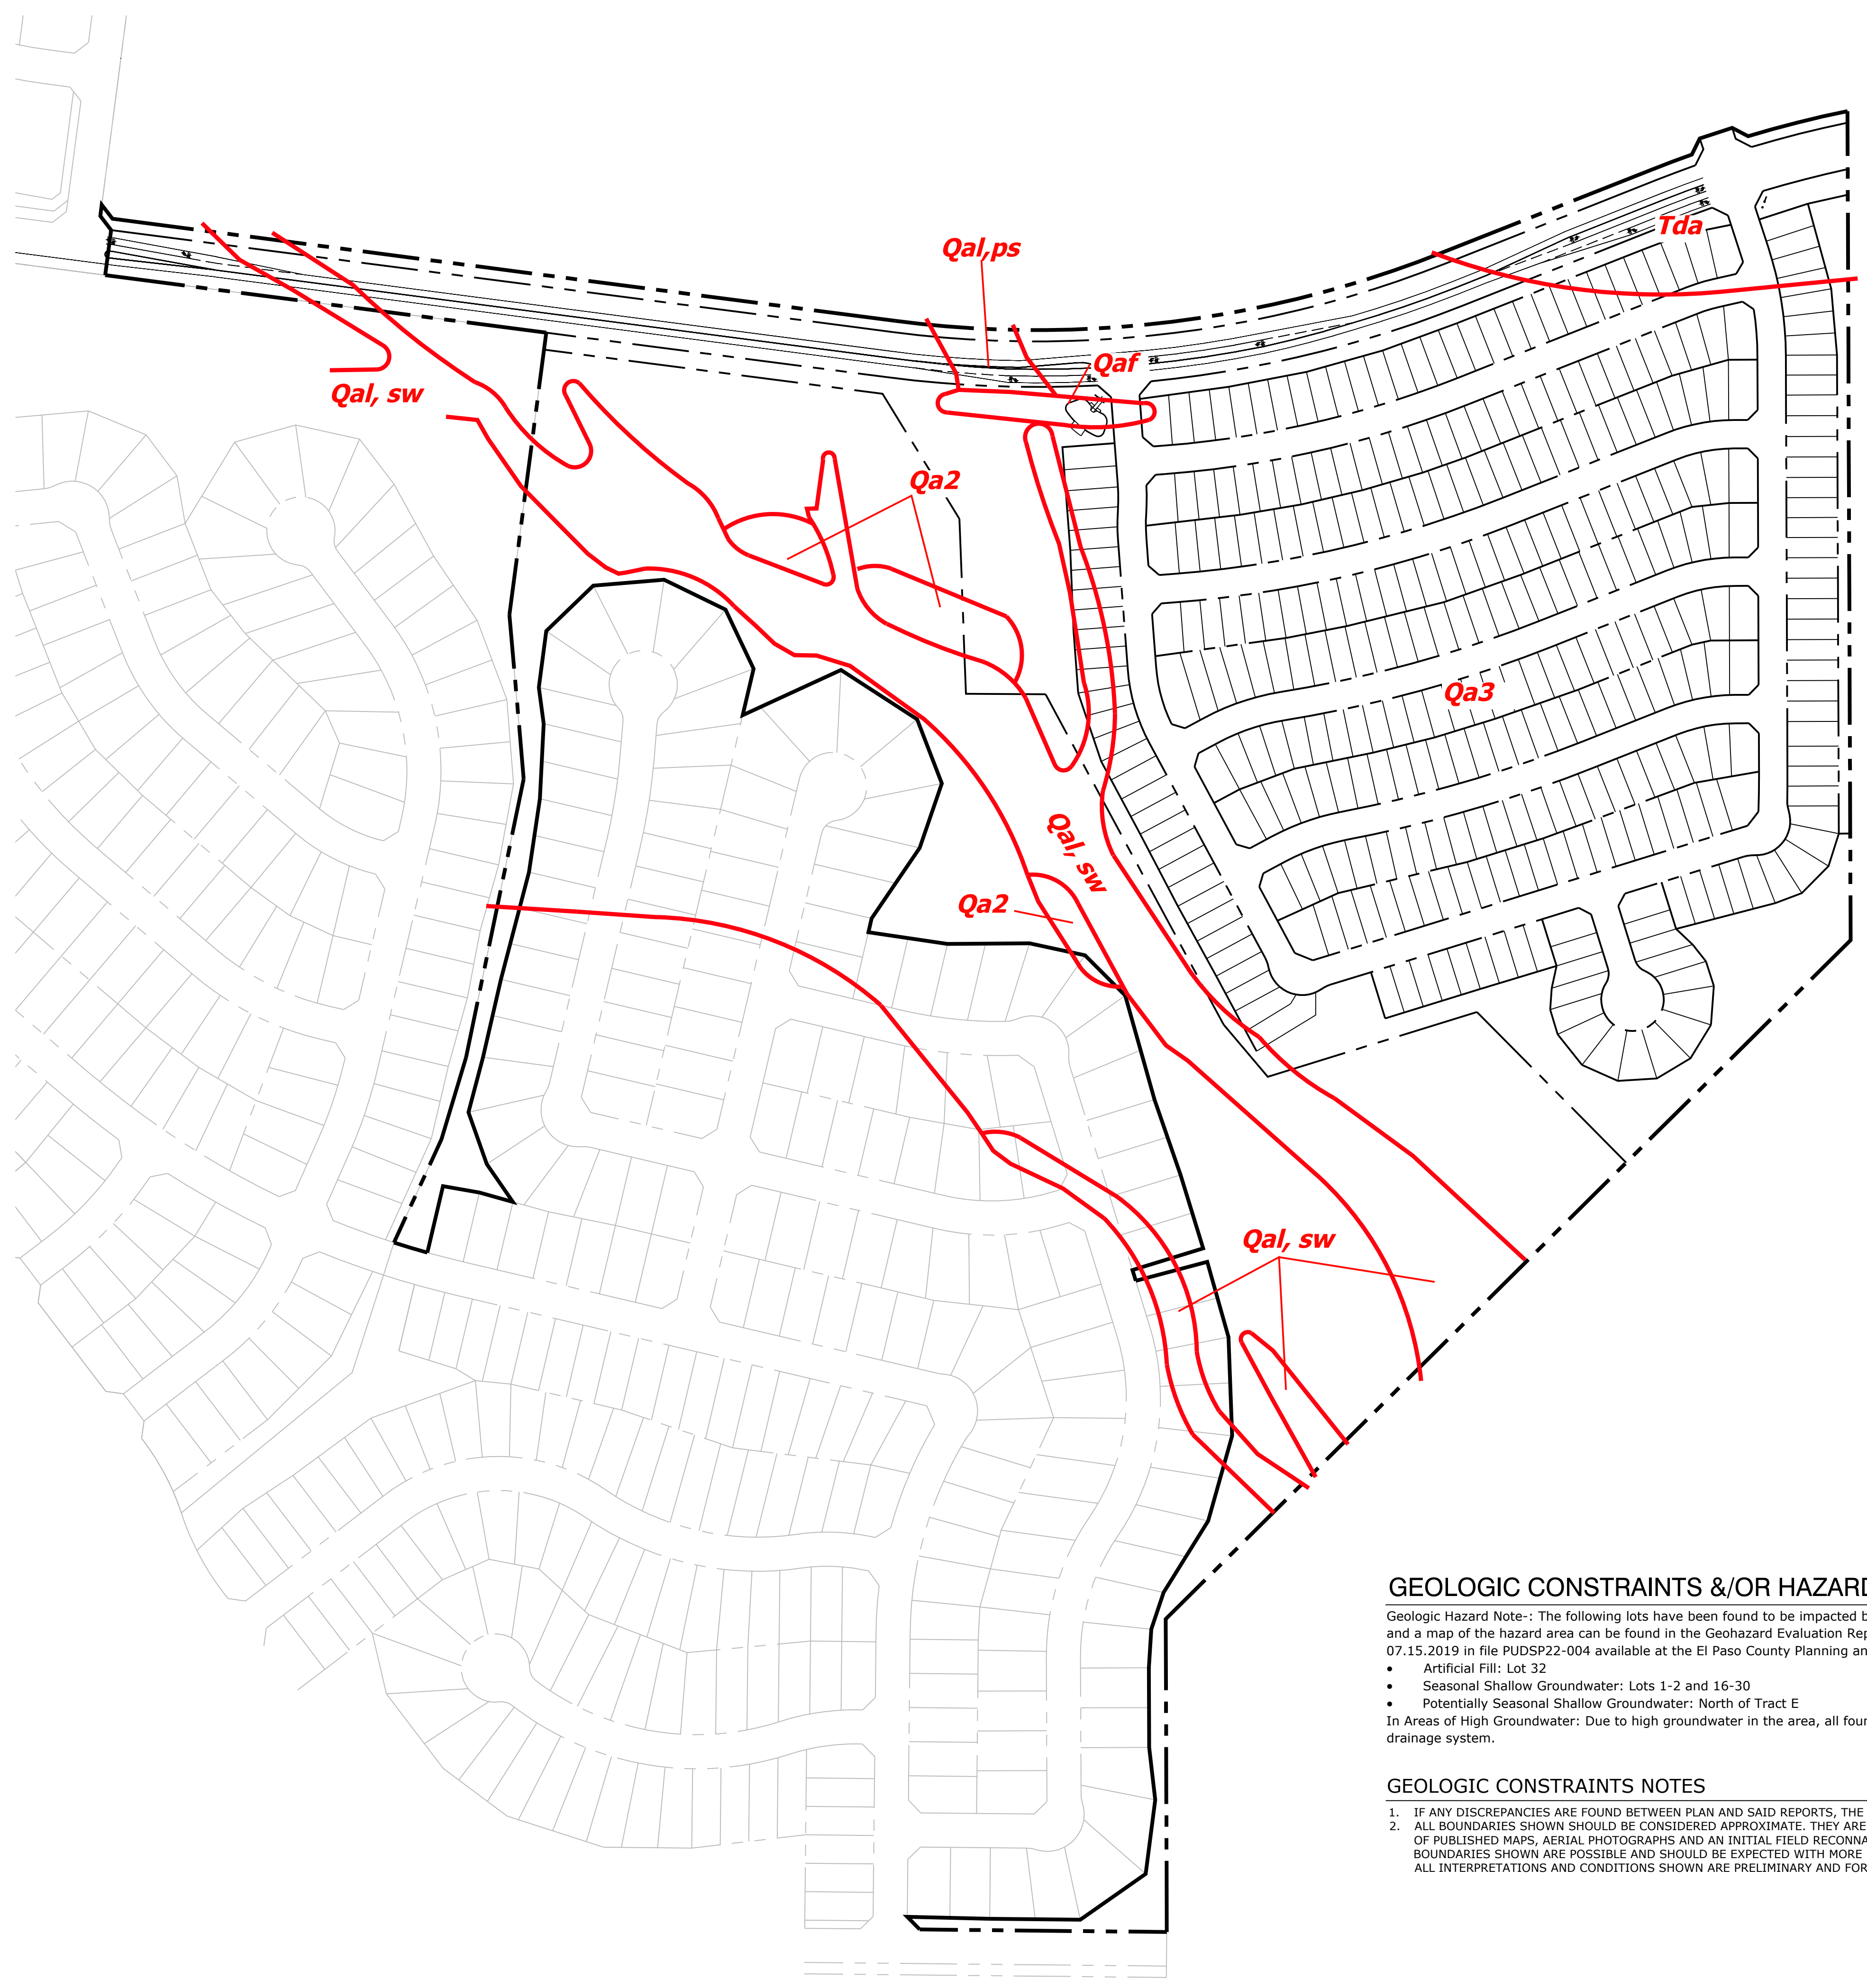 Tda
Qal,ps
Qaf
Qal, sw
Qa2
Qa3
Qal, sw
Qa2
Qal, sw
GEOLOGIC CONSTRAINTS &/OR HAZARD
Geologic Hazard Note-: The following lots have been found to be impacted b
and a map of the hazard area can be found in the Geohazard Evaluation Rep
07.15.2019 in file PUDSP22-004 available at the El Paso County Planning an
• Artificial Fill: Lot 32
• Seasonal Shallow Groundwater: Lots 1-2 and 16-30
• Potentially Seasonal Shallow Groundwater: North of Tract E
In Areas of High Groundwater: Due to high groundwater in the area, all four
drainage system.
GEOLOGIC CONSTRAINTS NOTES
1. IF ANY DISCREPANCIES ARE FOUND BETWEEN PLAN AND SAID REPORTS, THE
2. ALL BOUNDARIES SHOWN SHOULD BE CONSIDERED APPROXIMATE. THEY ARE
OF PUBLISHED MAPS, AERIAL PHOTOGRAPHS AND AN INITIAL FIELD RECONNA
BOUNDARIES SHOWN ARE POSSIBLE AND SHOULD BE EXPECTED WITH MORE
ALL INTERPRETATIONS AND CONDITIONS SHOWN ARE PRELIMINARY AND FOR